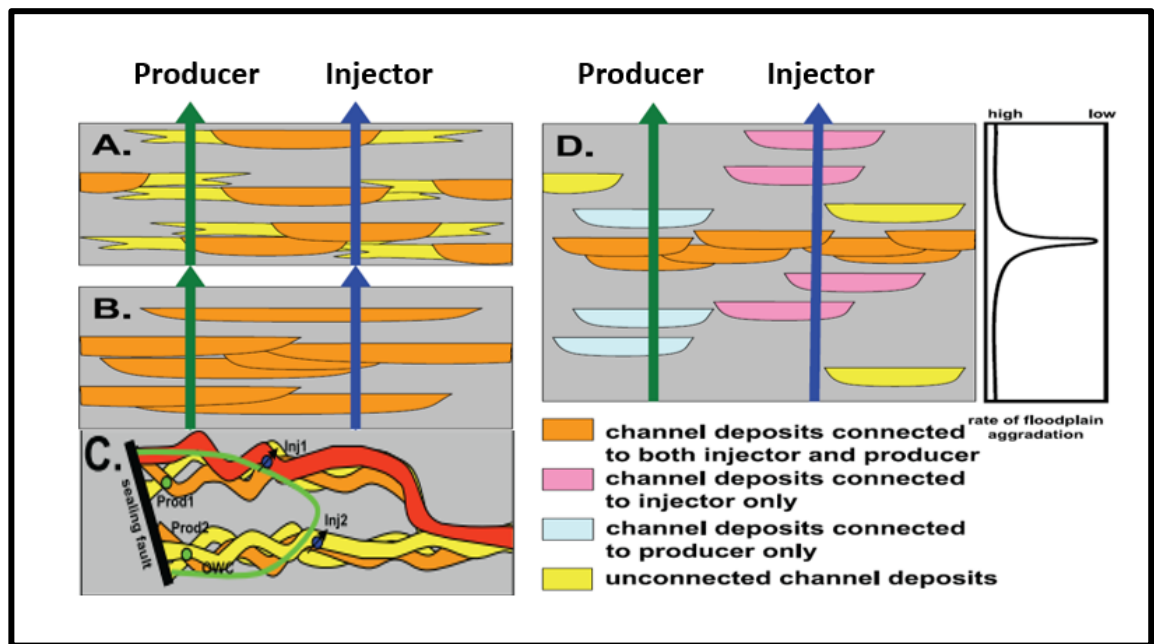 Producer
Injector
A.
B.
C.
sealing fault
Prod1
Inj1
Prod2
Inj2
OWC
Producer
Injector
D.
high
low
rate of floodplain
aggradation
channel deposits connected
to both injector and producer
channel deposits connected
to injector only
channel deposits connected
to producer only
unconnected channel deposits